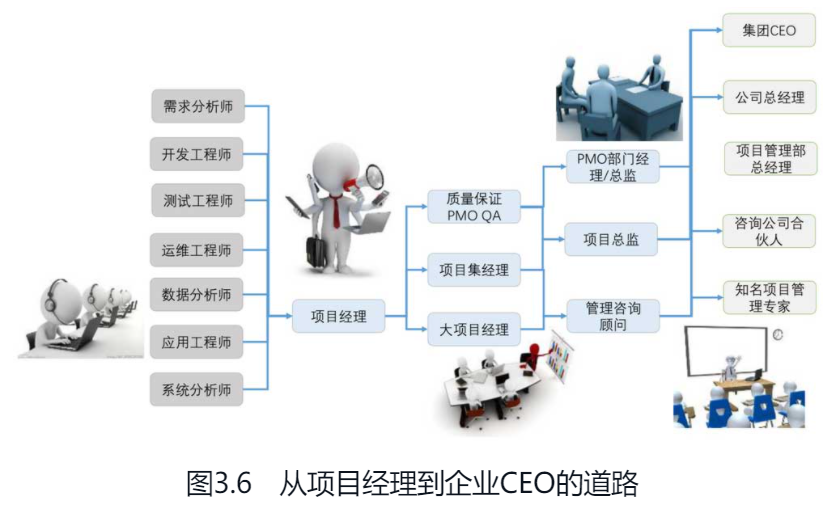 需求分析师
开发工程师
测试工程师
运维工程师
数据分析师
应用工程师
系统分析师
项目经理
质量保证
PMO QA
项目集经理
大项目经理
PMO部门经
理/总监
项目总监
管理咨询
顾问
集团CEO
公司总经理
项目管理部
总经理
咨询公司合
伙人
知名项目管
理专家
图3.6 从项目经理到企业CEO的道路